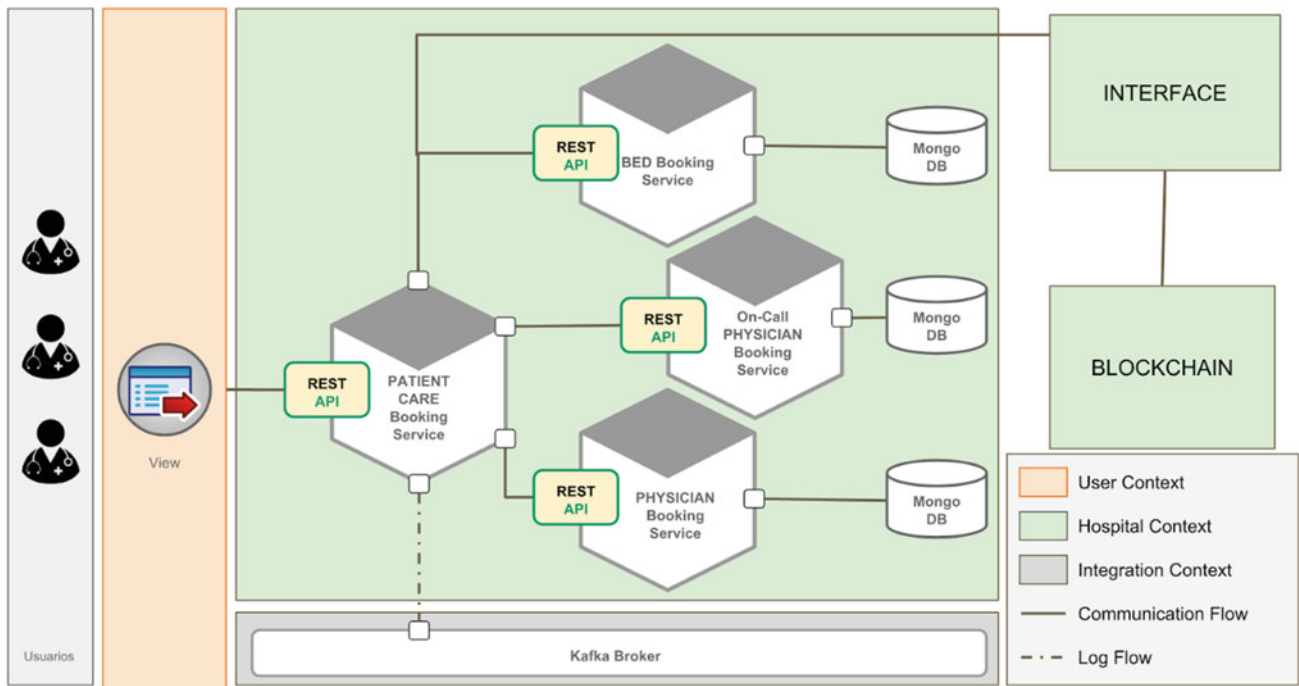 INTERFACE
REST
API
BED Booking
Service
Mongo
DB
On-Call
PHYSICIAN
Booking
Service
REST
API
Mongo
DB
BLOCKCHAIN
REST
API
PATIENT
CARE
Booking
Service
View
REST
API
PHYSICIAN
Booking
Service
Mongo
DB
User Context
Hospital Context
Integration Context
Communication Flow
Log Flow
Usuarios
Kafka Broker